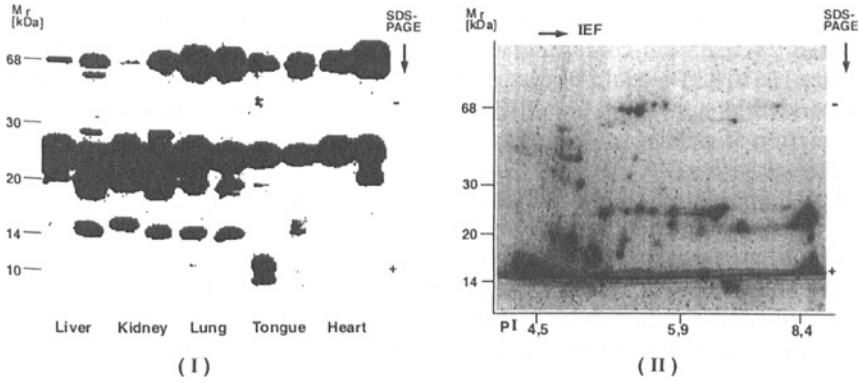 Mr
[kDa]
68
30
20
14
10
SDS-
PAGE
-
+
Liver Kidney Lung Tongue Heart
( I )
Mr
[kDa]
IEF
SDS-
PAGE
68
30
20
14
-
+
PI 4,5 5,9 8,4
( II )